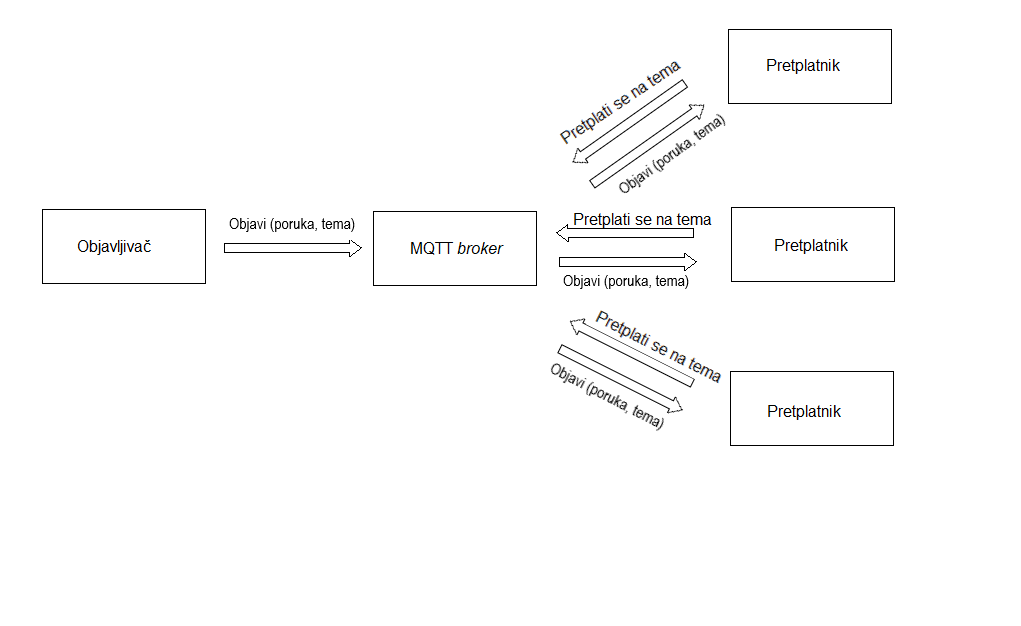 Pretplatnik
Pretplati se na tema
Objavi (poruka, tema)
Objavljivač
Objavi (poruka, tema)
MQTT broker
Pretplati se na tema
Objavi (poruka, tema)
Pretplatnik
Pretplati se na tema
Objavi (poruka, tema)
Pretplatnik